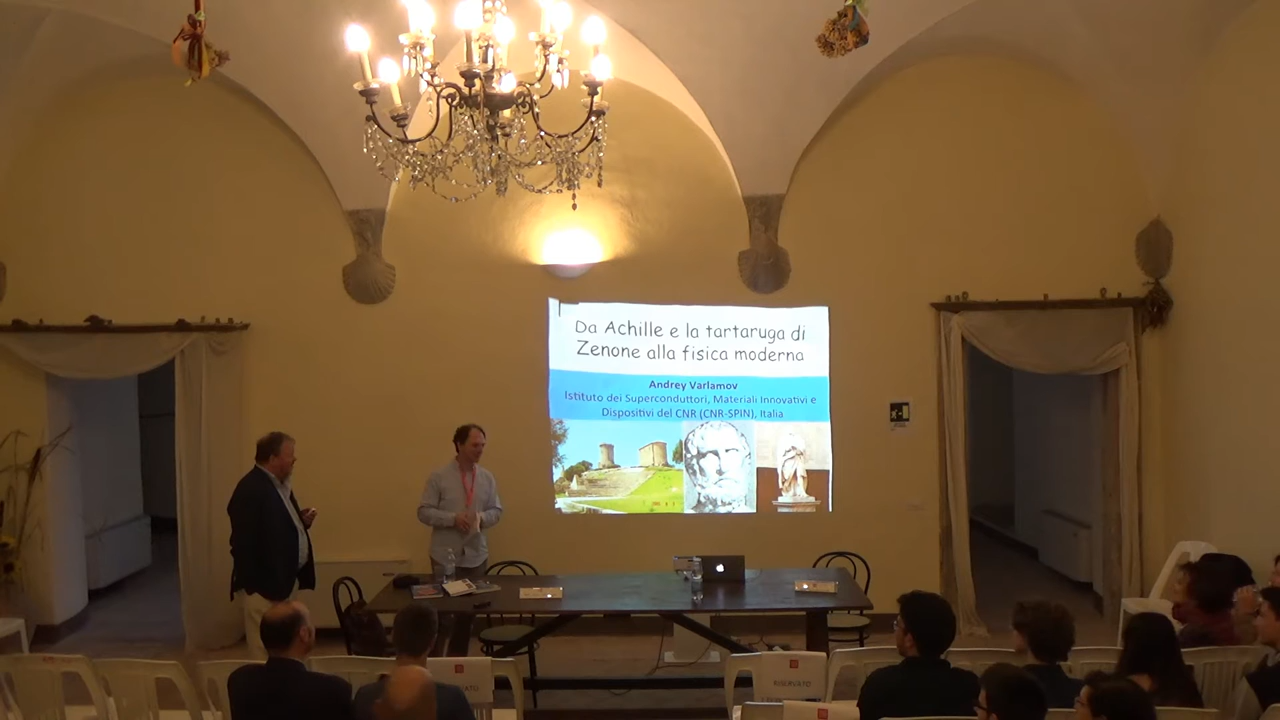 Da Achille e la tartaruga di
Zenone alla fisica moderna
Andrey Varlamov
Istituto dei Superconduttori, Materiali Innovativi e
Dispositivi del CNR (CNR-SPIN), Italia
RISERVATO